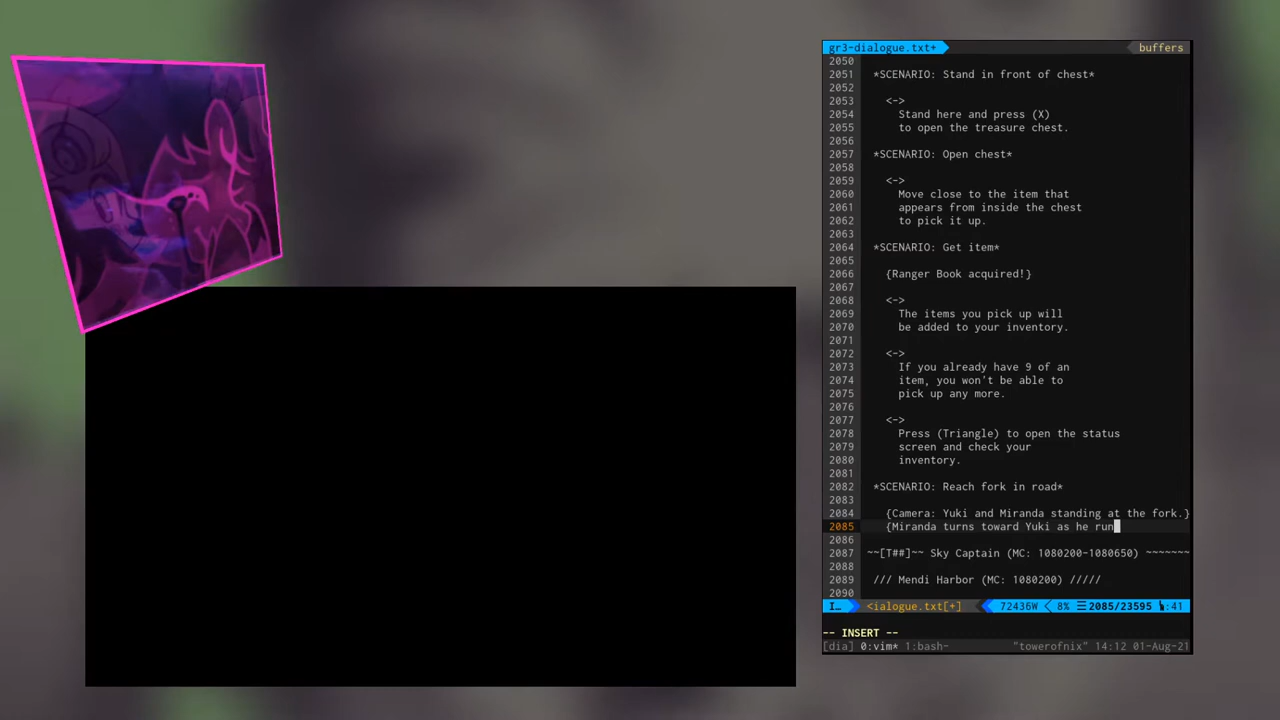 gr3-dialogue.txt+ buffers
2050
2051 *SCENARIO: Stand in front of chest*
2052
2053 <->
2054 Stand here and press (X)
2055 to open the treasure chest.
2056
2057 *SCENARIO: Open chest*
2058
2059 <->
2060 Move close to the item that
2061 appears from inside the chest
2062 to pick it up.
2063
2064 *SCENARIO: Get item*
2065
2066 {Ranger Book acquired!}
2067
2068 <->
2069 The items you pick up will
2070 be added to your inventory.
2071
2072 <->
2073 If you already have 9 of an
2074 item, you won't be able to
2075 pick up any more.
2076
2077 <->
2078 Press (Triangle) to open the status
2079 screen and check your
2080 inventory.
2081
2082 *SCENARIO: Reach fork in road*
2083
2084 {Camera: Yuki and Miranda standing at the fork.}
2085 {Miranda turns toward Yuki as he run
2086
2087 ~~[T##]~~ Sky Captain (MC: 1080200-1080650) ~~~~~~~
2088
2089 /// Mendi Harbor (MC: 1080200) /////
2090
I… <ialogue.txt[+] 72436W 8% ☰ 2085/23595 :41
-- INSERT --
[dia] 0:vim* 1:bash- "towerofnix" 14:12 01-Aug-21